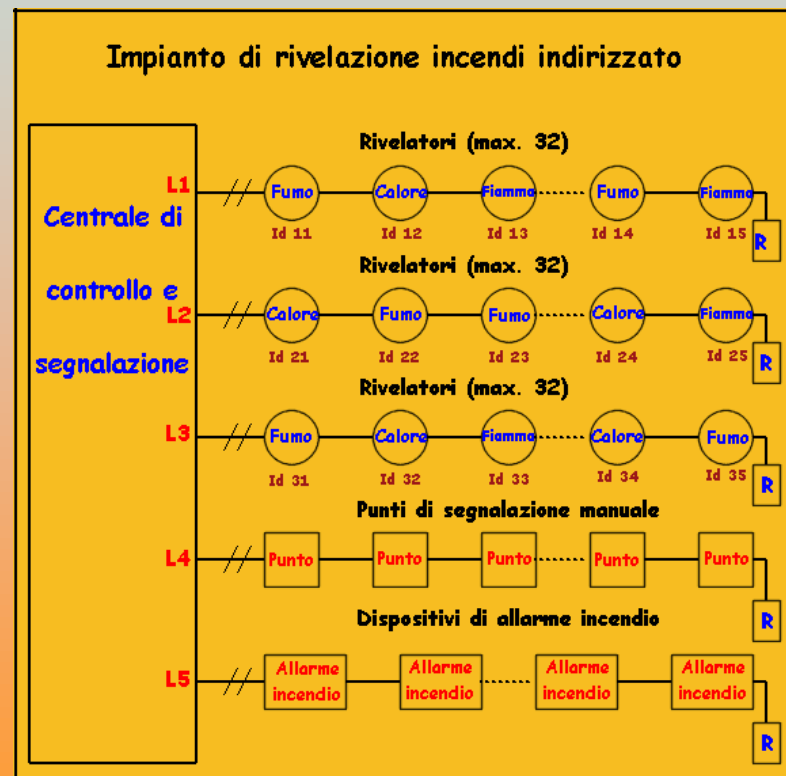 Impianto di rivelazione incendi indirizzato
Centrale di
controllo e
segnalazione
Rivelatori (max. 32)
L1
Fumo Calore Fiamma Fumo Fiamma
Id 11 Id 12 Id 13 Id 14 Id 15
R
Rivelatori (max. 32)
L2
Calore Fumo Fumo Calore Fiamma
Id 21 Id 22 Id 23 Id 24 Id 25
R
Rivelatori (max. 32)
L3
Fumo Calore Fiamma Calore Fumo
Id 31 Id 32 Id 33 Id 34 Id 35
R
Punti di segnalazione manuale
L4
Punto Punto Punto Punto Punto
R
Dispositivi di allarme incendio
L5
Allarme incendio
Allarme incendio
Allarme incendio
Allarme incendio
R